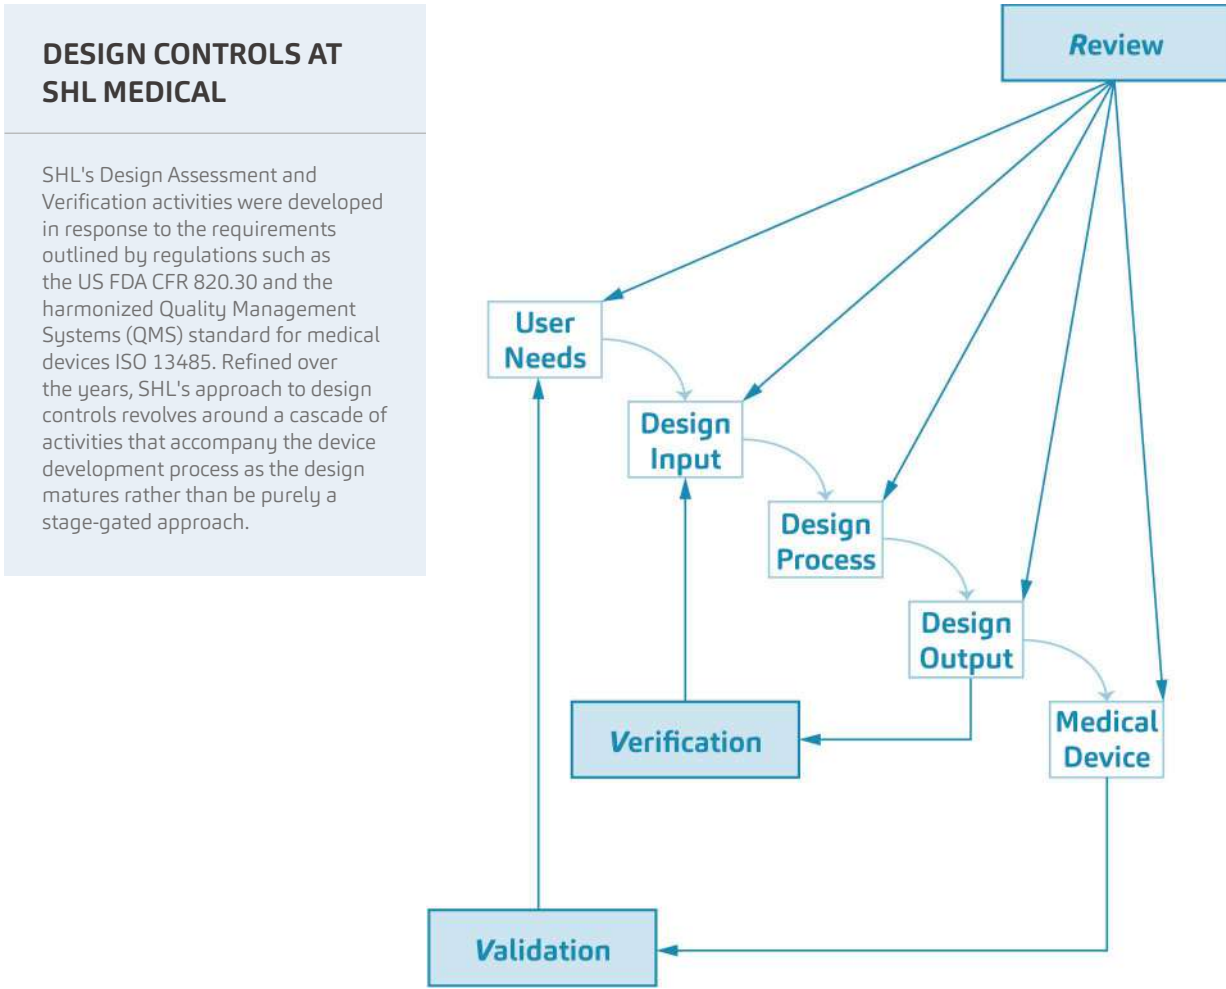 DESIGN CONTROLS AT
SHL MEDICAL
SHL's Design Assessment and
Verification activities were developed
in response to the requirements
outlined by regulations such as
the US FDA CFR 820.30 and the
harmonized Quality Management
Systems (QMS) standard for medical
devices ISO 13485. Refined over
the years, SHL's approach to design
controls revolves around a cascade of
activities that accompany the device
development process as the design
matures rather than be purely a
stage-gated approach.
Review
User
Needs
Design
Input
Design
Process
Design
Output
Verification
Medical
Device
Validation